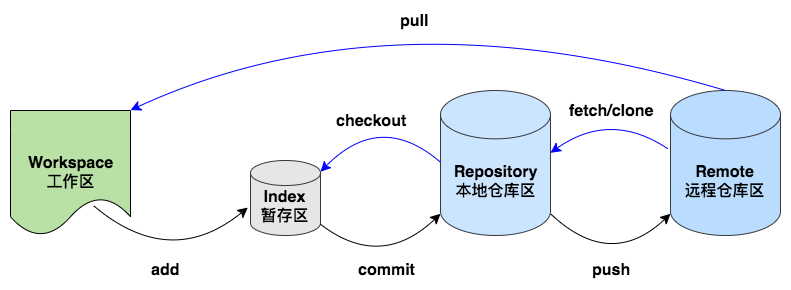 pull
checkout
fetch/clone
Workspace
工作区
Index
暂存区
Repository
本地仓库区
Remote
远程仓库区
add
commit
push